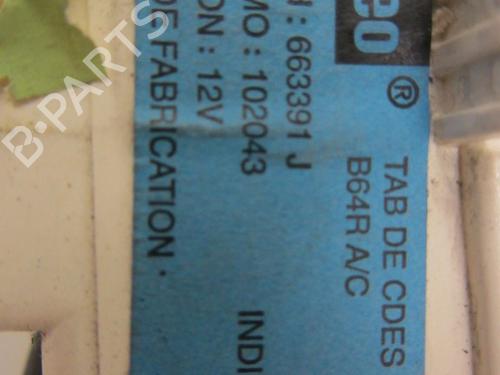 eo ®
TAB DE CDES
B64R A/C
: 663391 J
MO : 102043
ON : 12V
DE FABRICATION .
INDI
B-PARTS